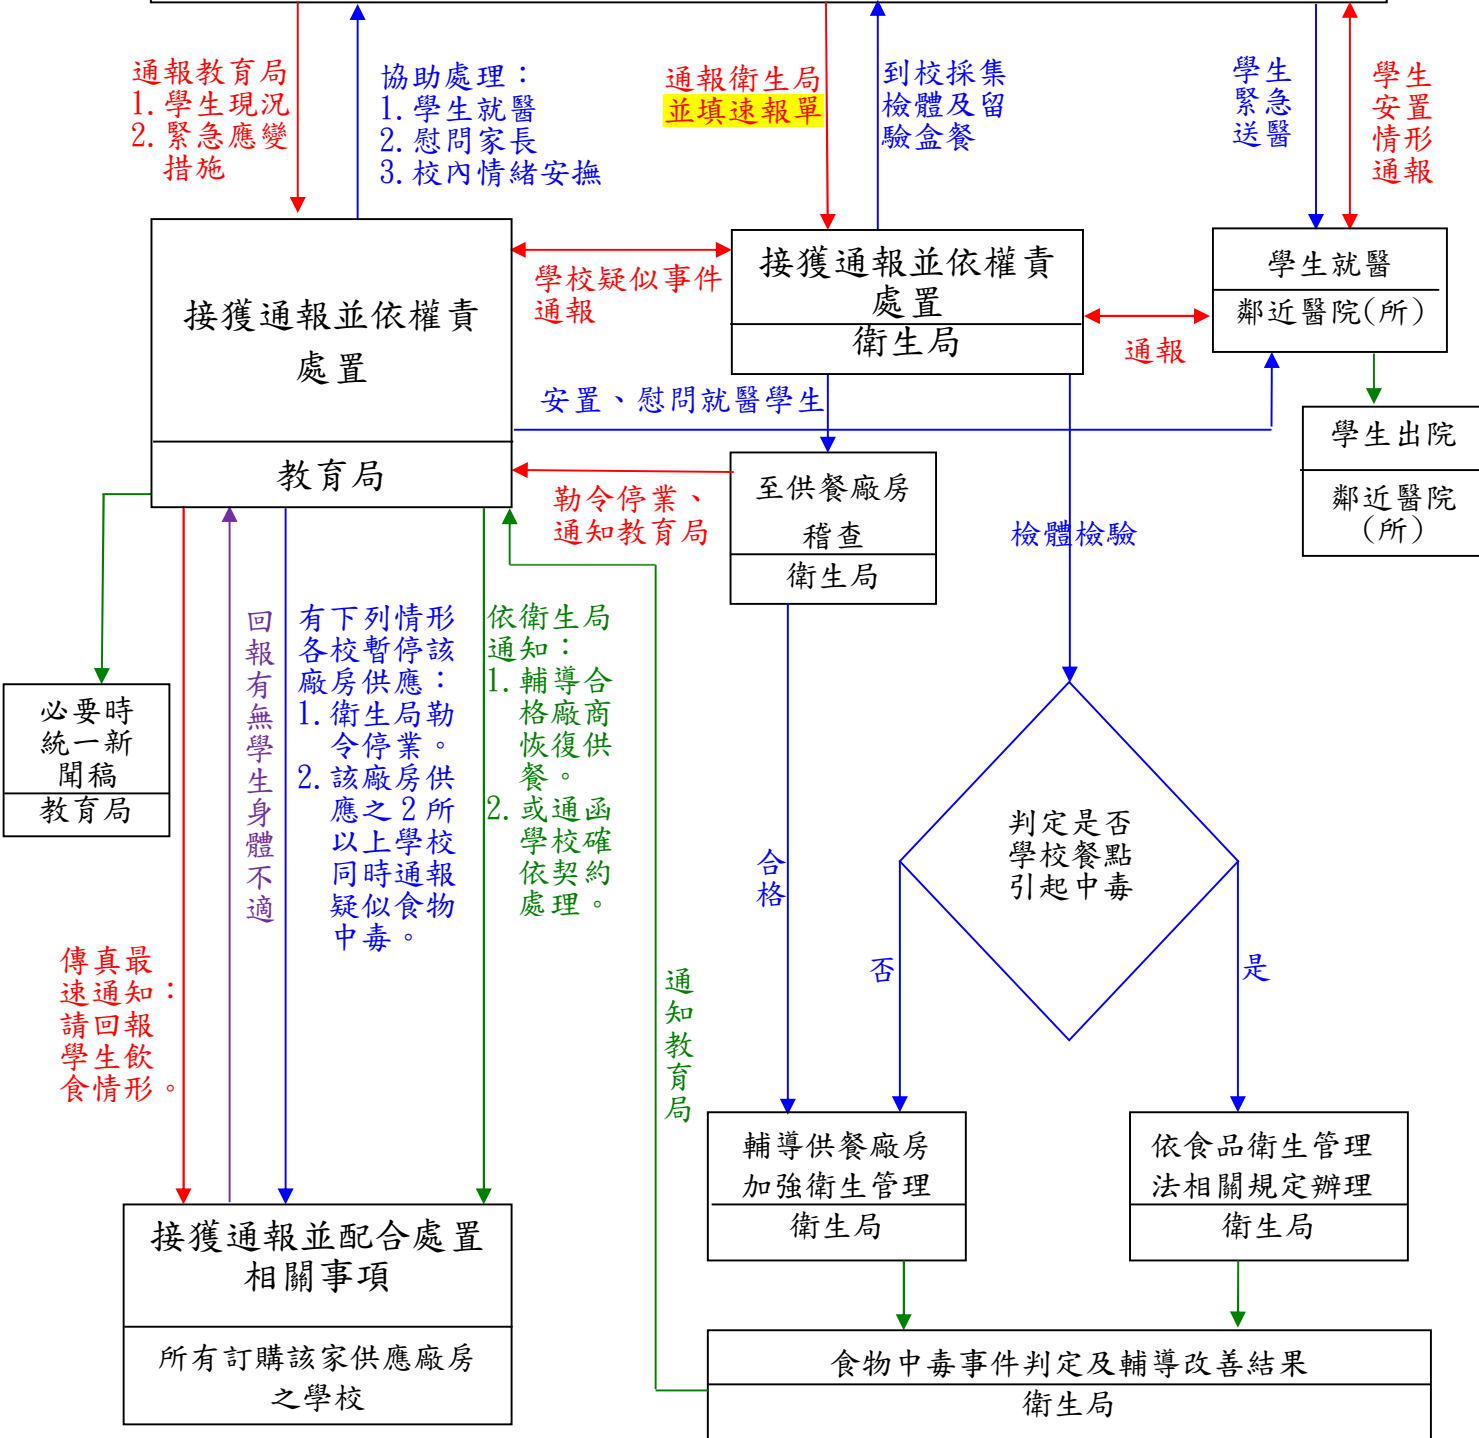 通報教育局
1.學生現況
2.緊急應變
措施
協助處理：
1.學生就醫
2.慰問家長
3.校內情緒安撫
通報衛生局
並填速報單
到校採集
檢體及留
驗盒餐
學生
緊急
送醫
學生
安置
情形
通報
接獲通報並依權責
處置
教育局
學校疑似事件
通報
接獲通報並依權責
處置
衛生局
通報
學生就醫
鄰近醫院(所)
安置、慰問就醫學生
學生出院
鄰近醫院
(所)
勒令停業、
通知教育局
至供餐廠房
稽查
衛生局
檢體檢驗
必要時
統一新
聞稿
教育局
回報有無學生身體不適
有下列情形
各校暫停該
廠房供應：
1.衛生局勒
令停業。
2.該廠房供
應之2所
以上學校
同時通報
疑似食物
中毒。
依衛生局
通知：
1.輔導合
格廠商
恢復供
餐。
2.或通函
學校確
依契約
處理。
合格
判定是否
學校餐點
引起中毒
否
是
傳真最
速通知：
請回報
學生飲
食情形。
通知教育局
輔導供餐廠房
加強衛生管理
衛生局
依食品衛生管理
法相關規定辦理
衛生局
接獲通報並配合處置
相關事項
所有訂購該家供應廠房
之學校
食物中毒事件判定及輔導改善結果
衛生局